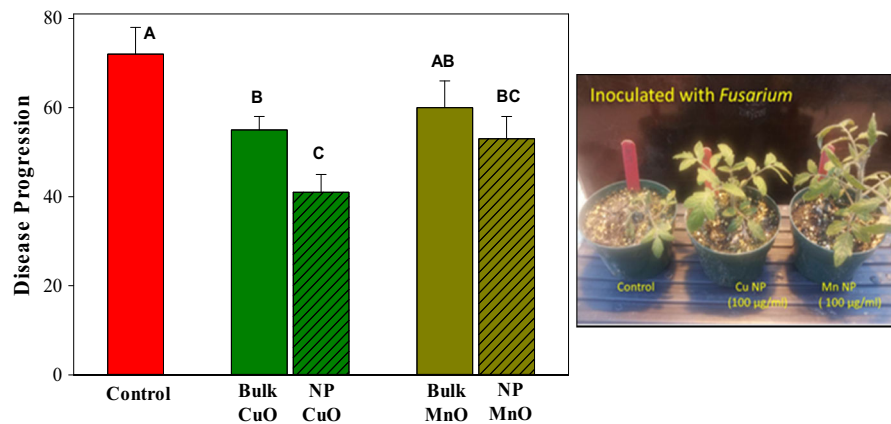 80
60
40
20
0
Disease Progression
A
B
C
AB
BC
Control
Bulk
CuO
NP
CuO
Bulk
MnO
NP
MnO
Inoculated with Fusarium
Control
Cu NP
(100 µg/ml)
Mn NP
( 100 µg/ml)